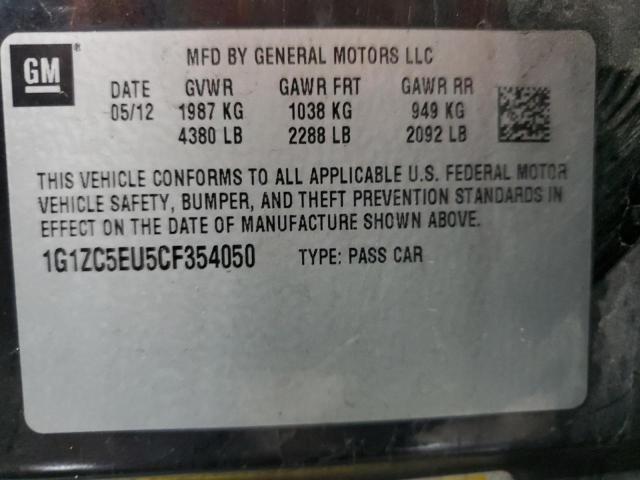 GM
MFD BY GENERAL MOTORS LLC
DATE GVWR GAWR FRT GAWR RR
05/12 1987 KG 1038 KG 949 KG
4380 LB 2288 LB 2092 LB
THIS VEHICLE CONFORMS TO ALL APPLICABLE U.S. FEDERAL MOTOR
VEHICLE SAFETY, BUMPER, AND THEFT PREVENTION STANDARDS IN
EFFECT ON THE DATE OF MANUFACTURE SHOWN ABOVE.
1G1ZC5EU5CF354050 TYPE: PASS CAR